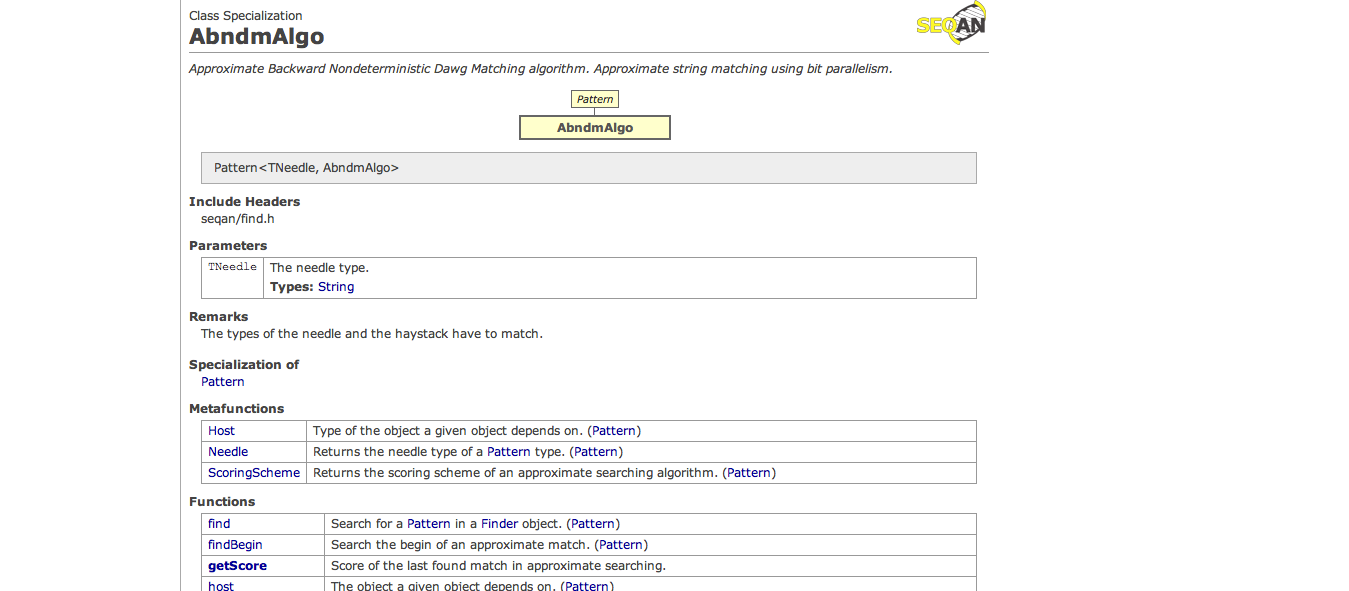 Class Specialization
AbndmAlgo
SEQAN
Approximate Backward Nondeterministic Dawg Matching algorithm. Approximate string matching using bit parallelism.
Pattern
AbndmAlgo
Pattern<TNeedle, AbndmAlgo>
Include Headers
seqan/find.h
Parameters
TNeedle The needle type.
Types: String
Remarks
The types of the needle and the haystack have to match.
Specialization of
Pattern
Metafunctions
Host Type of the object a given object depends on. (Pattern)
Needle Returns the needle type of a Pattern type. (Pattern)
ScoringScheme Returns the scoring scheme of an approximate searching algorithm. (Pattern)
Functions
find Search for a Pattern in a Finder object. (Pattern)
findBegin Search the begin of an approximate match. (Pattern)
getScore Score of the last found match in approximate searching.
host The object a given object depends on. (Pattern)